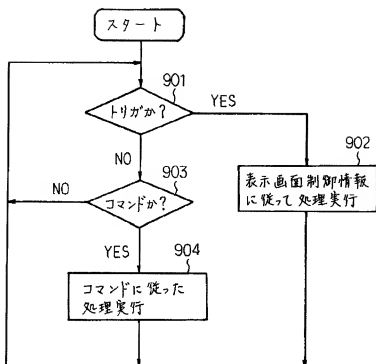 スタート
901
トリガか?
YES
902
NO
903
表示画面制御情報
に従って処理実行
NO
コマンドか?
YES
904
コマンドに従った
処理実行